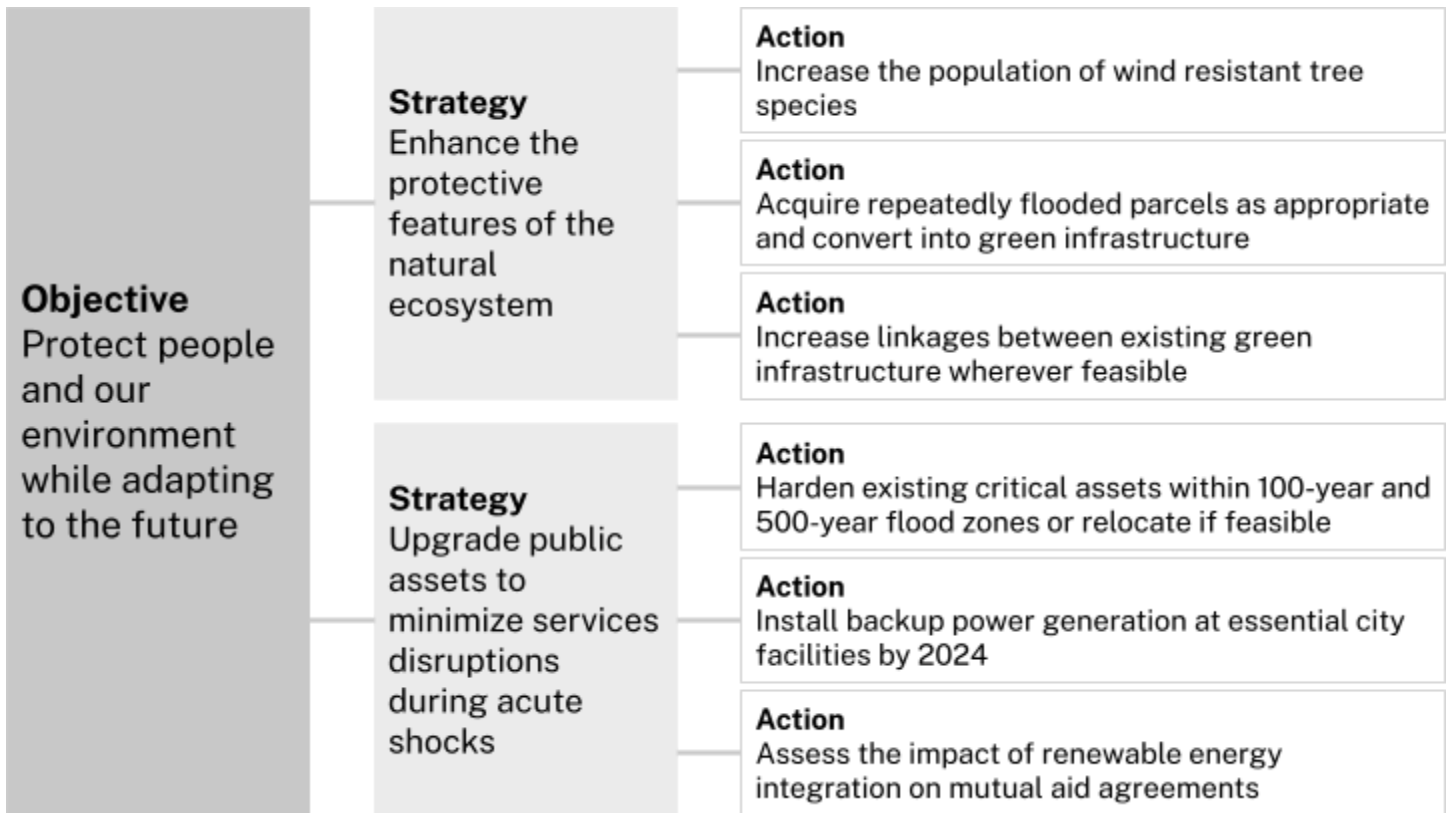 Objective
Protect people
and our
environment
while adapting
to the future
Strategy
Enhance the
protective
features of the
natural
ecosystem
Action
Increase the population of wind resistant tree
species
Action
Acquire repeatedly flooded parcels as appropriate
and convert into green infrastructure
Action
Increase linkages between existing green
infrastructure wherever feasible
Strategy
Upgrade public
assets to
minimize services
disruptions
during acute
shocks
Action
Harden existing critical assets within 100-year and
500-year flood zones or relocate if feasible
Action
Install backup power generation at essential city
facilities by 2024
Action
Assess the impact of renewable energy
integration on mutual aid agreements